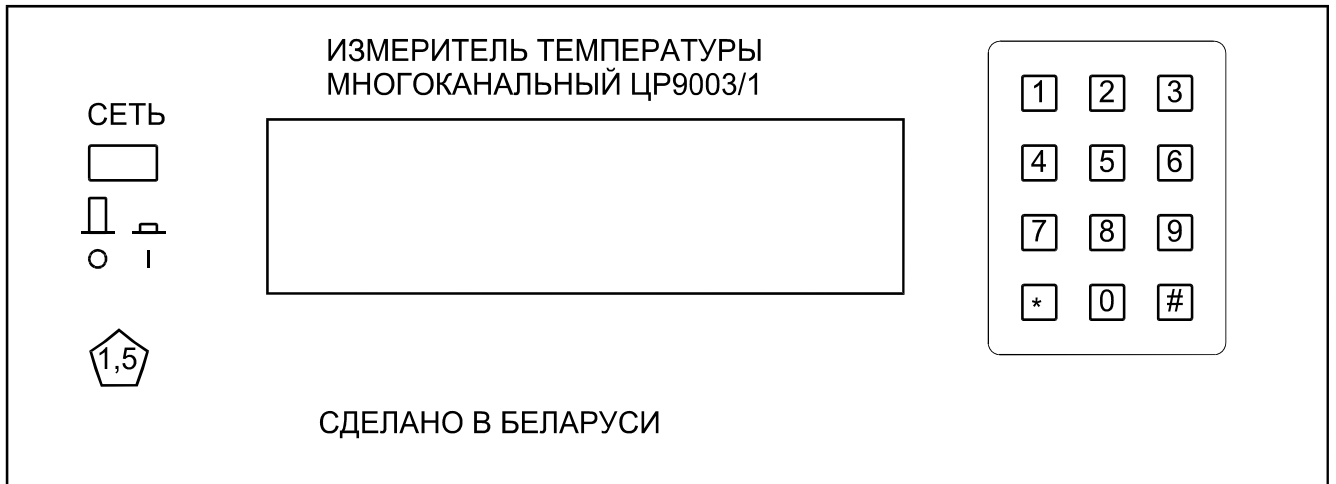 ИЗМЕРИТЕЛЬ ТЕМПЕРАТУРЫ
МНОГОКАНАЛЬНЫЙ ЦР9003/1
СЕТЬ
O I
1,5
1 2 3
4 5 6
7 8 9
* 0 #
СДЕЛАНО В БЕЛАРУСИ